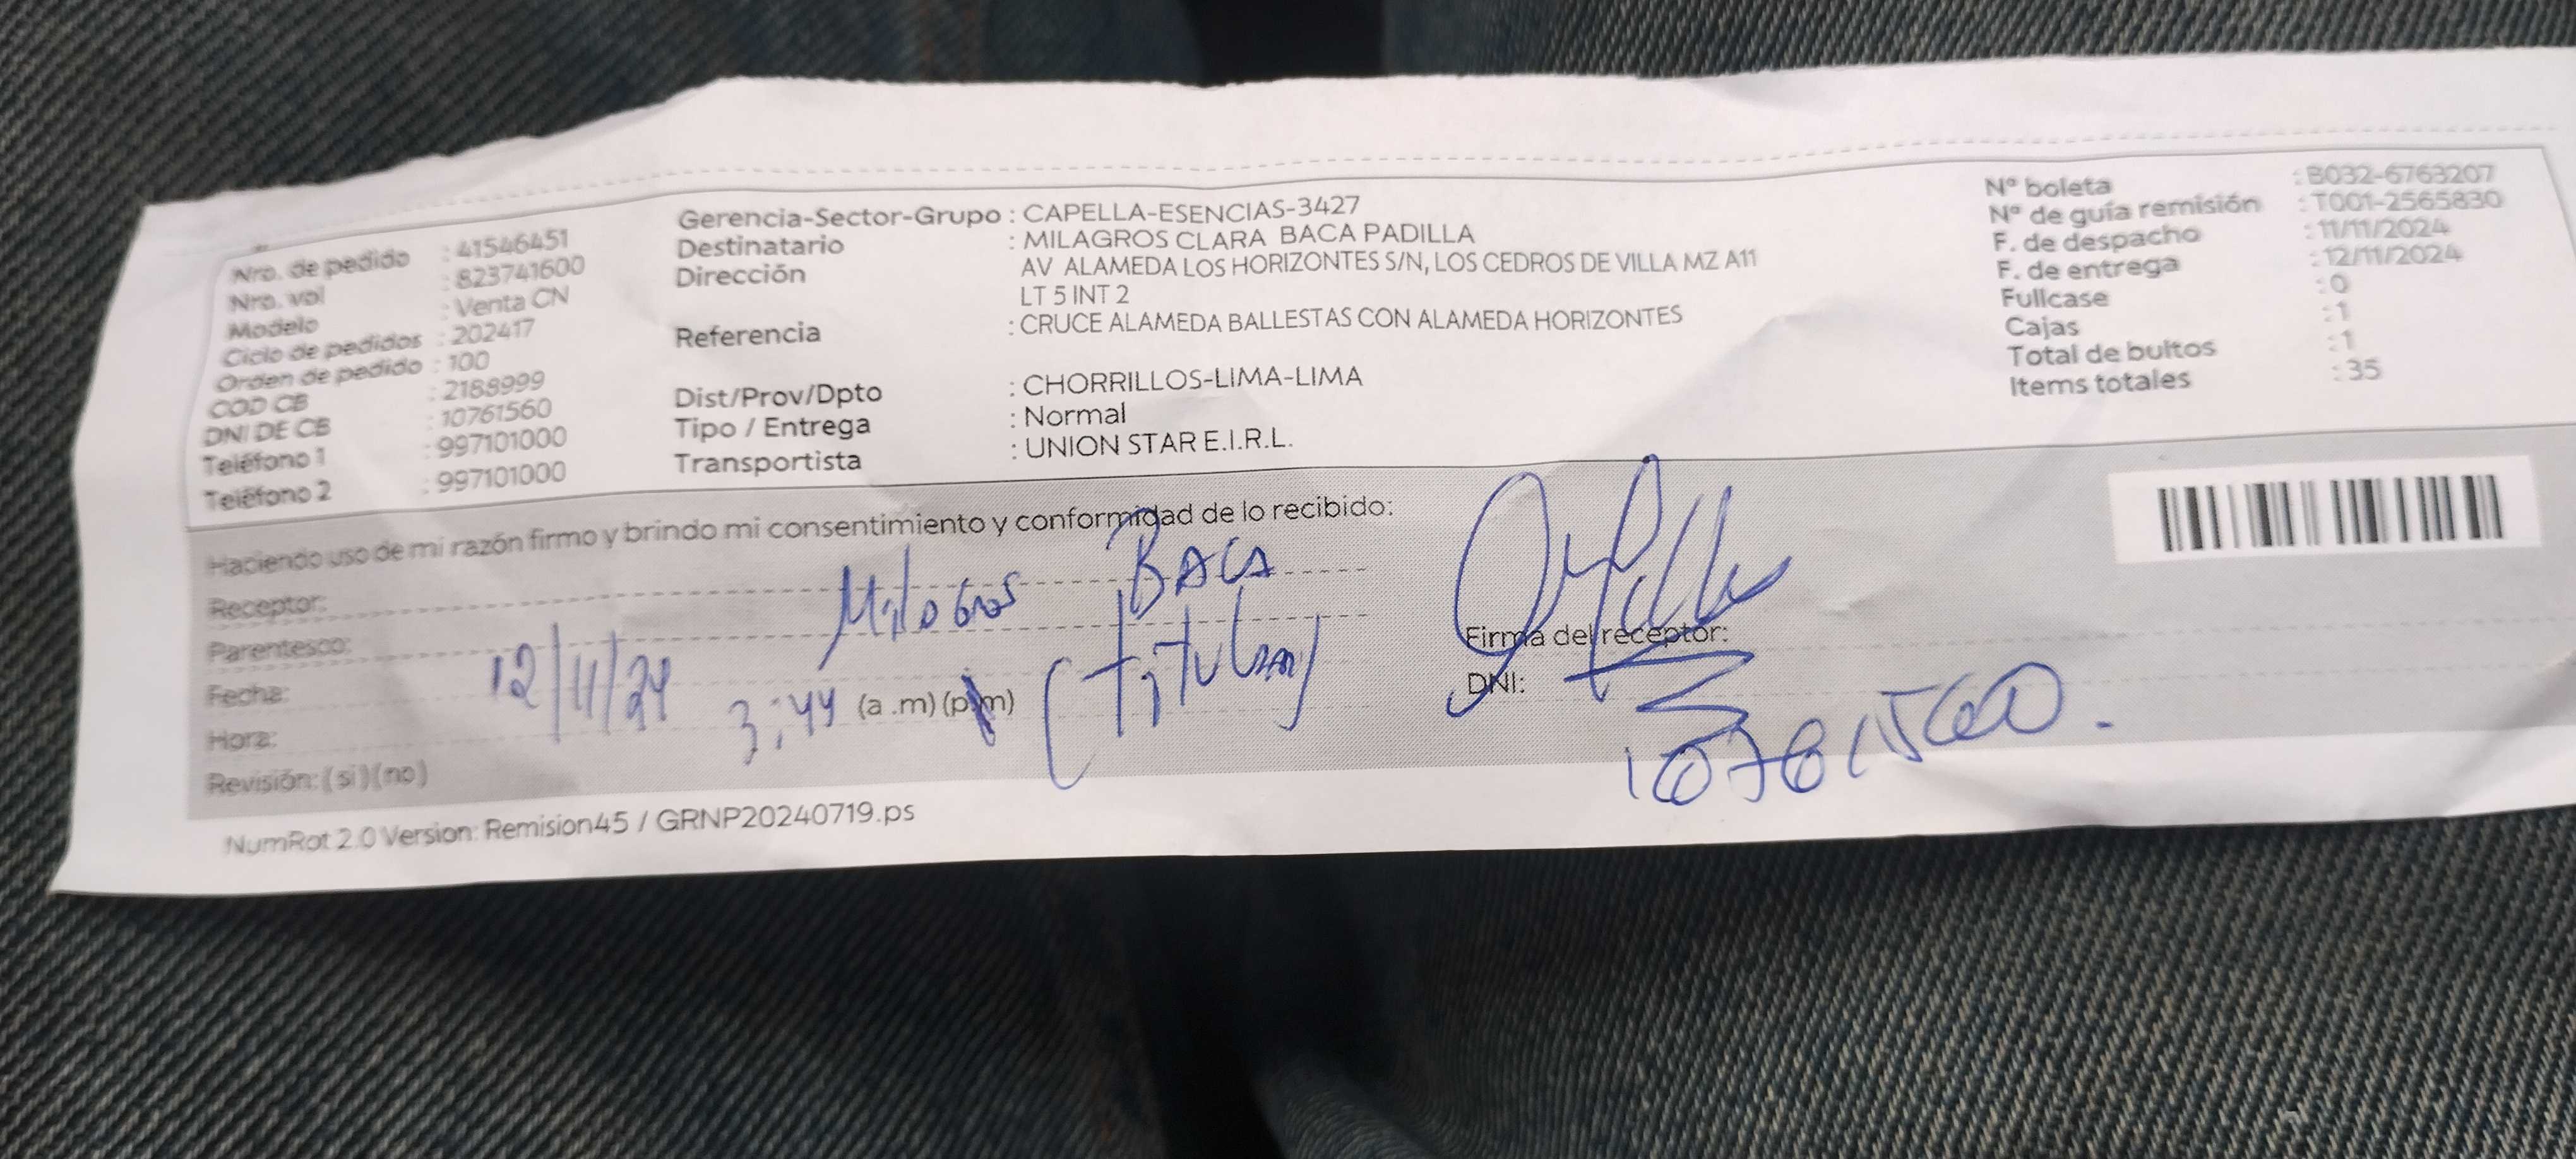 Nro. de pedido : 41546451
Nro. vol : 823741600
Modelo : Venta CN
Ciclo de pedidos : 202417
Orden de pedido : 100
COD CB : 2188999
DNI DE CB : 10761560
Teléfono 1 : 997101000
Teléfono 2 : 997101000
Gerencia-Sector-Grupo : CAPELLA-ESENCIAS-3427
Destinatario : MILAGROS CLARA BACA PADILLA
Dirección AV ALAMEDA LOS HORIZONTES S/N, LOS CEDROS DE VILLA MZ A11
LT 5 INT 2
Referencia : CRUCE ALAMEDA BALLESTAS CON ALAMEDA HORIZONTES
Dist/Prov/Dpto : CHORRILLOS-LIMA-LIMA
Tipo / Entrega : Normal
Transportista : UNION STAR E.I.R.L.
Nº boleta : B032-6763207
Nº de guía remisión : T001-2565830
F. de despacho : 11/11/2024
F. de entrega : 12/11/2024
Fullcase : 0
Cajas : 1
Total de bultos : 1
Items totales : 35
Haciendo uso de mi razón firmo y brindo mi consentimiento y conformidad de lo recibido:
Receptor: Milagros BACA
Parentesco: (Titular)
Fecha: 12/11/24
Hora: 3:44 (a .m) (p.m)
Revisión: (si) (no)
Firma del receptor:
DNI: 10761560.
NumRot 2.0 Version: Remision45 / GRNP20240719.ps